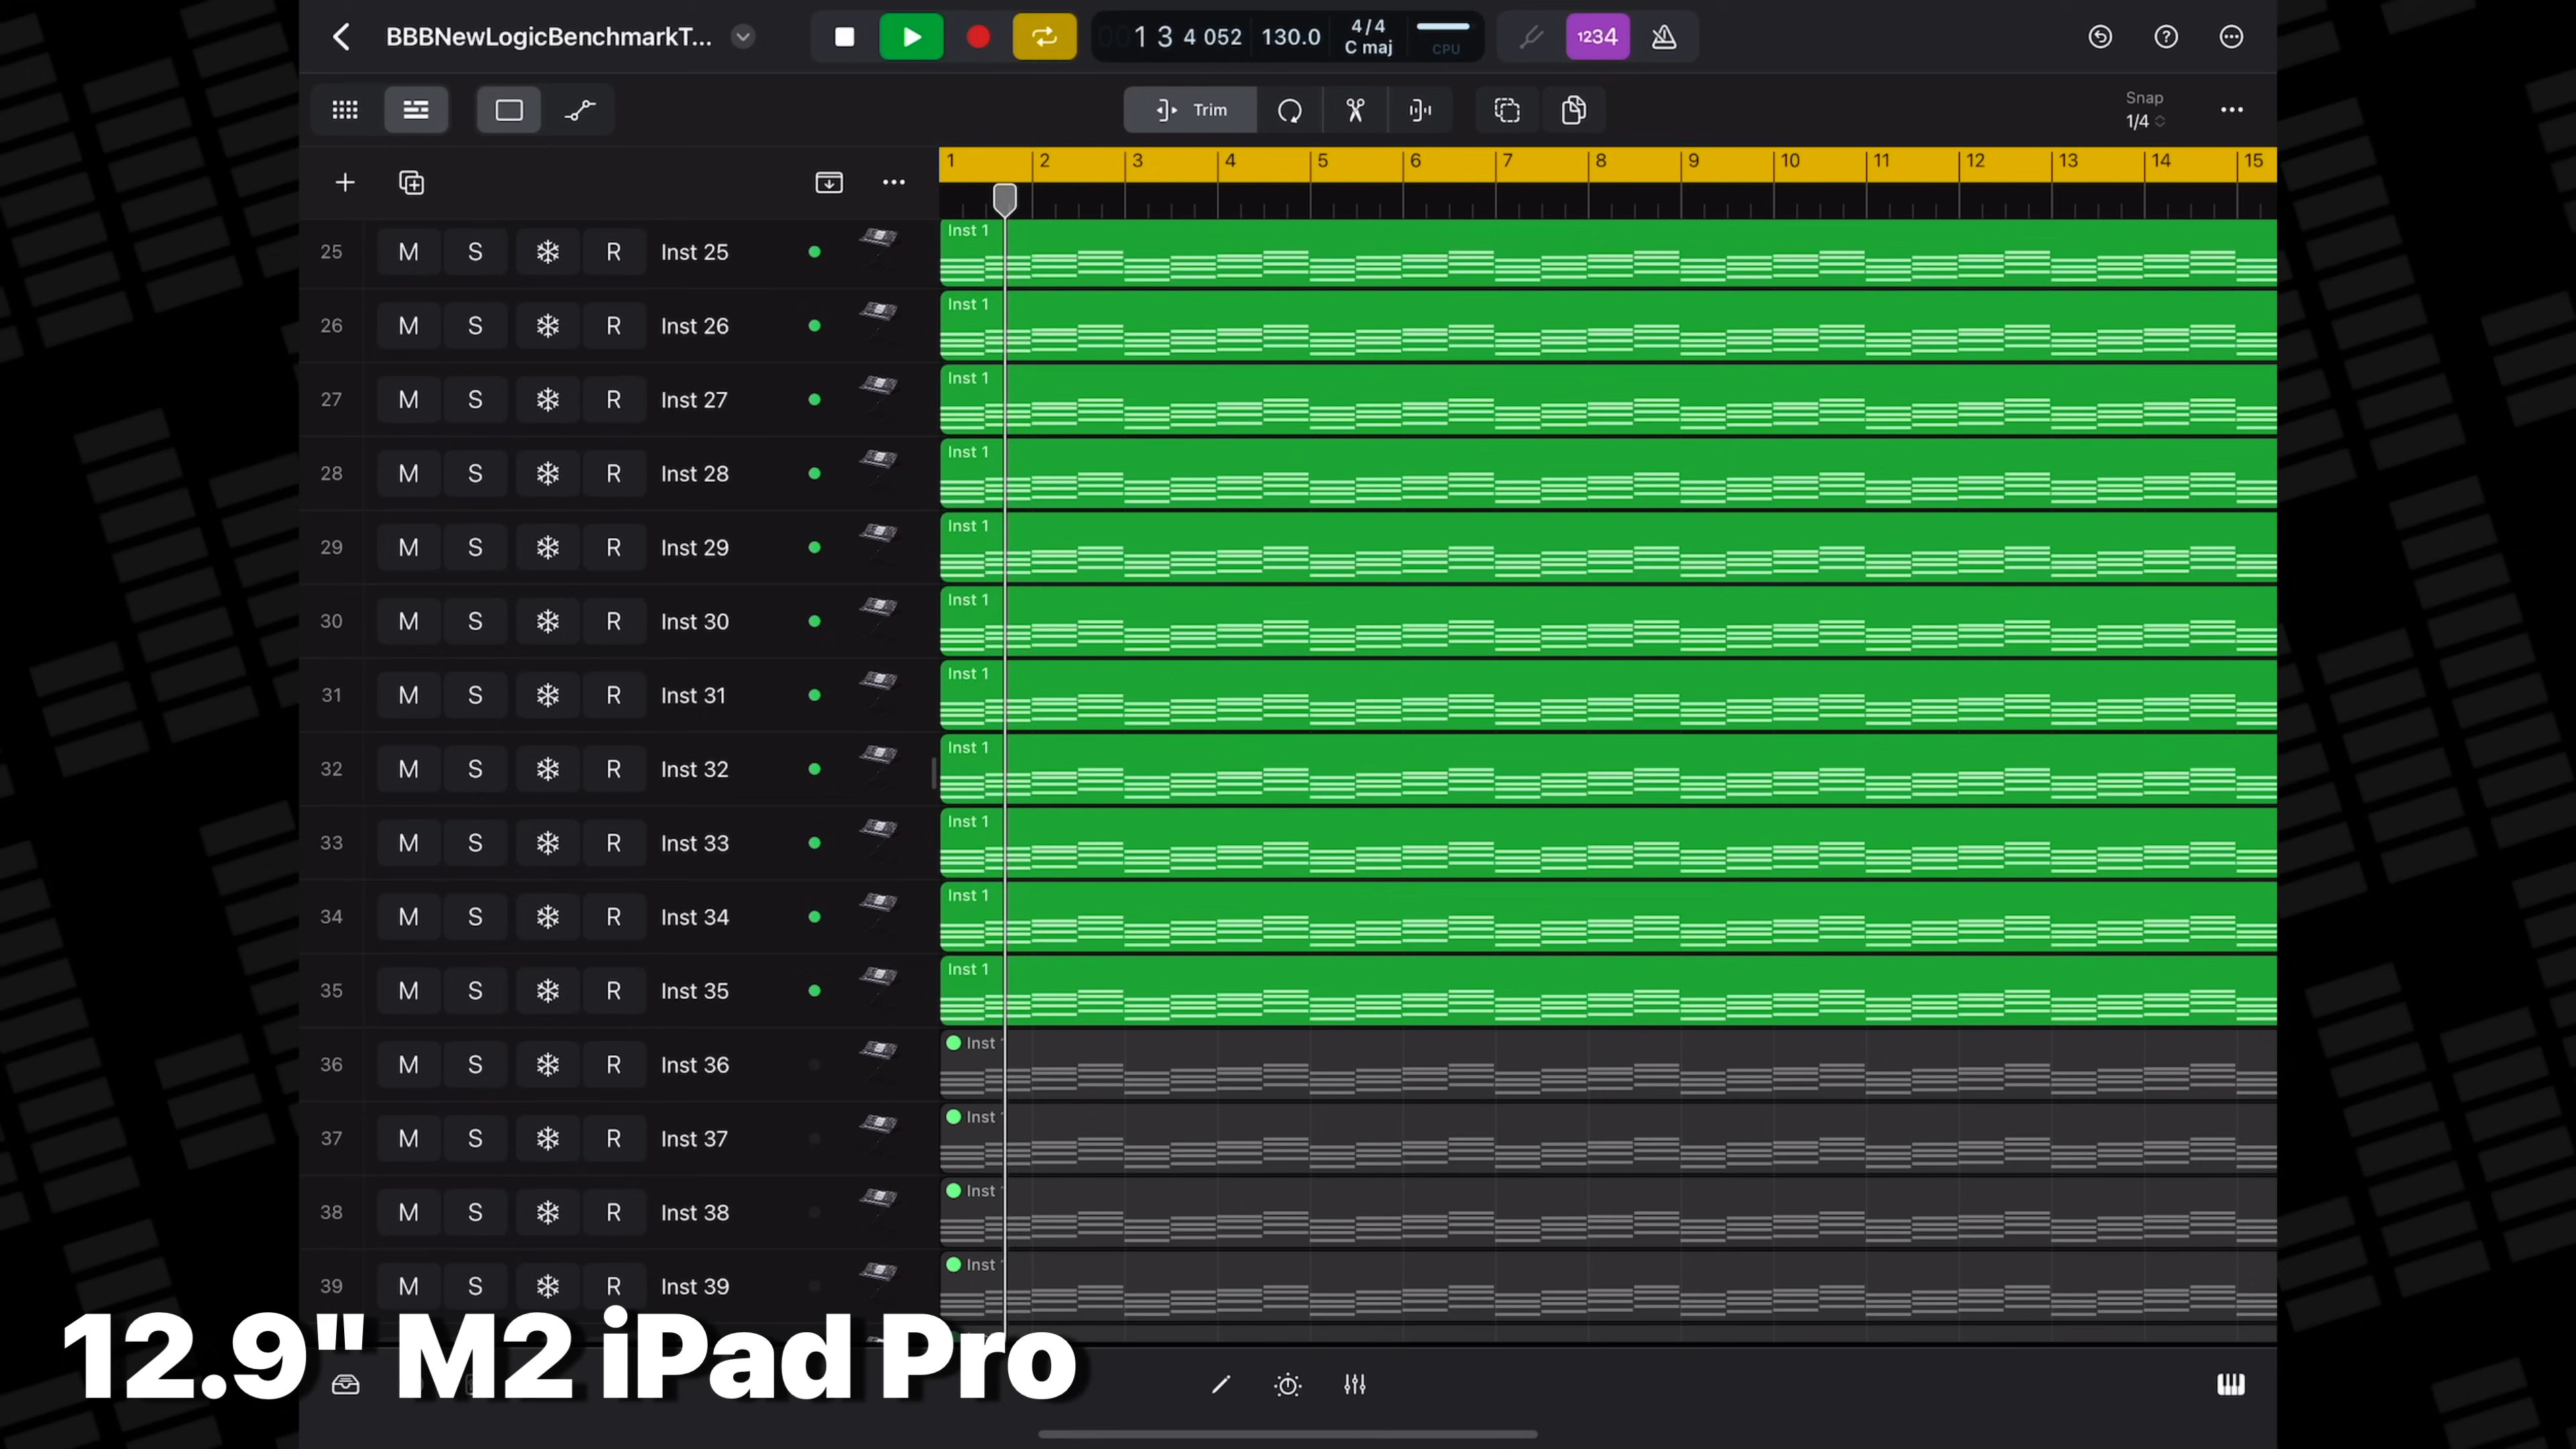 BBBNewLogicBenchmarkT...
001 3 4 052 130.0 4/4 C maj CPU
1234
Trim
Snap
1/4
1 2 3 4 5 6 7 8 9 10 11 12 13 14 15
25 M S R Inst 25 Inst 1
26 M S R Inst 26 Inst 1
27 M S R Inst 27 Inst 1
28 M S R Inst 28 Inst 1
29 M S R Inst 29 Inst 1
30 M S R Inst 30 Inst 1
31 M S R Inst 31 Inst 1
32 M S R Inst 32 Inst 1
33 M S R Inst 33 Inst 1
34 M S R Inst 34 Inst 1
35 M S R Inst 35 Inst 1
36 M S R Inst 36 Inst
37 M S R Inst 37 Inst
38 M S R Inst 38 Inst
39 M S R Inst 39 Inst
12.9" M2 iPad Pro